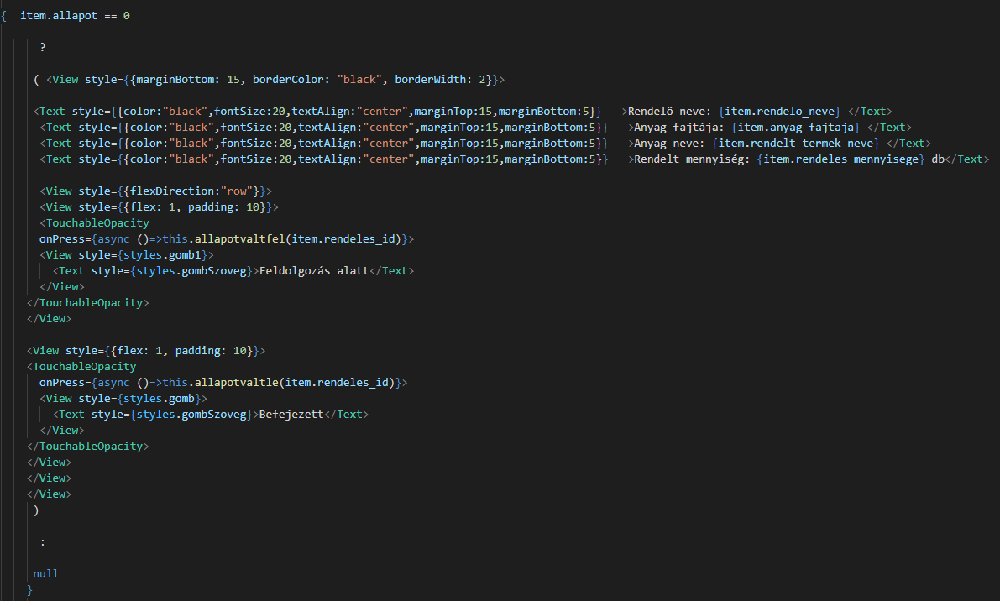 {  item.allapot == 0
?
( <View style={{marginBottom: 15, borderColor: "black", borderWidth: 2}}>
<Text style={{color:"black",fontSize:20,textAlign:"center",marginTop:15,marginBottom:5}}   >Rendelő neve: {item.rendelo_neve} </Text>
<Text style={{color:"black",fontSize:20,textAlign:"center",marginTop:15,marginBottom:5}}   >Anyag fajtája: {item.anyag_fajtaja} </Text>
<Text style={{color:"black",fontSize:20,textAlign:"center",marginTop:15,marginBottom:5}}   >Anyag neve: {item.rendelt_termek_neve} </Text>
<Text style={{color:"black",fontSize:20,textAlign:"center",marginTop:15,marginBottom:5}}   >Rendelt mennyiség: {item.rendeles_mennyisege} db</Text>
<View style={{flexDirection:"row"}}>
<View style={{flex: 1, padding: 10}}>
<TouchableOpacity
onPress={async ()=>this.allapotvaltfel(item.rendeles_id)}>
<View style={styles.gomb1}>
<Text style={styles.gombSzoveg}>Feldolgozás alatt</Text>
</View>
</TouchableOpacity>
</View>
<View style={{flex: 1, padding: 10}}>
<TouchableOpacity
onPress={async ()=>this.allapotvaltle(item.rendeles_id)}>
<View style={styles.gomb}>
<Text style={styles.gombSzoveg}>Befejezett</Text>
</View>
</TouchableOpacity>
</View>
</View>
</View>
)
:
null
}